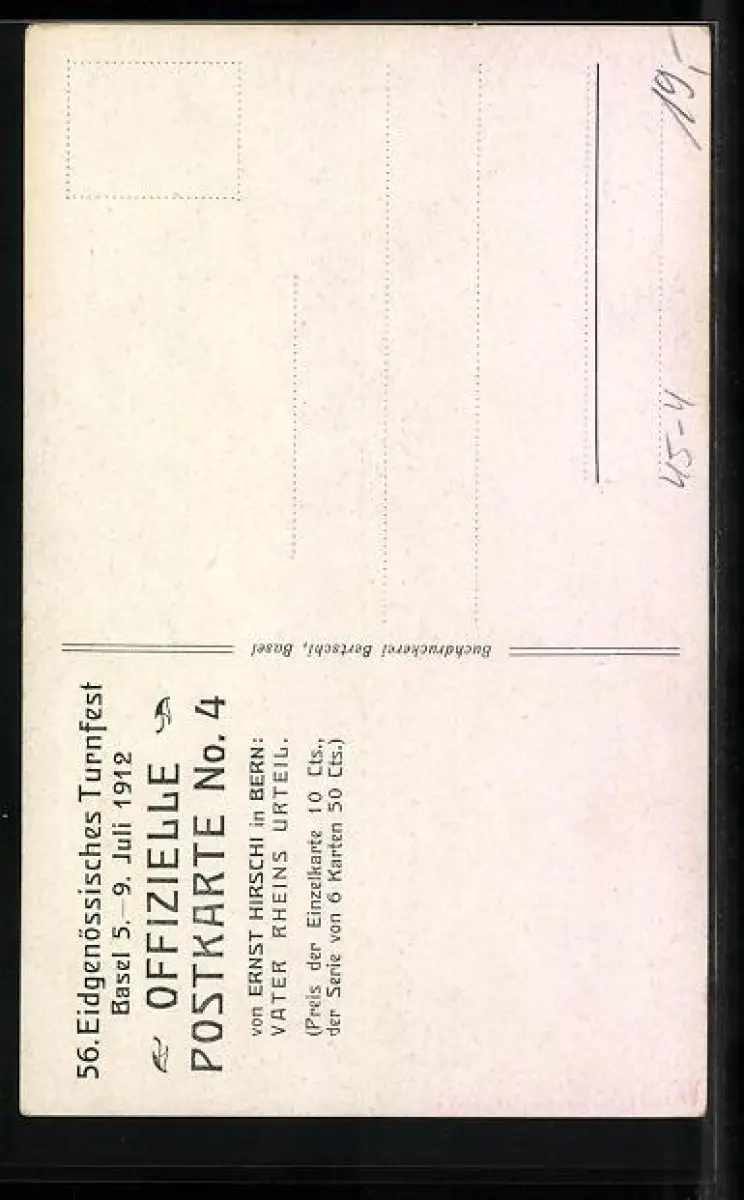 56. Eidgenössisches Turnfest
Basel 5.–9. Juli 1912
OFFIZIELLE
POSTKARTE No. 4
von ERNST HIRSCHI in BERN:
VATER RHEINS URTEIL.
(Preis der Einzelkarte 10 Cts.,
der Serie von 6 Karten 50 Cts.)
Buchdruckerei Bertschi, Basel
19,-
45-4